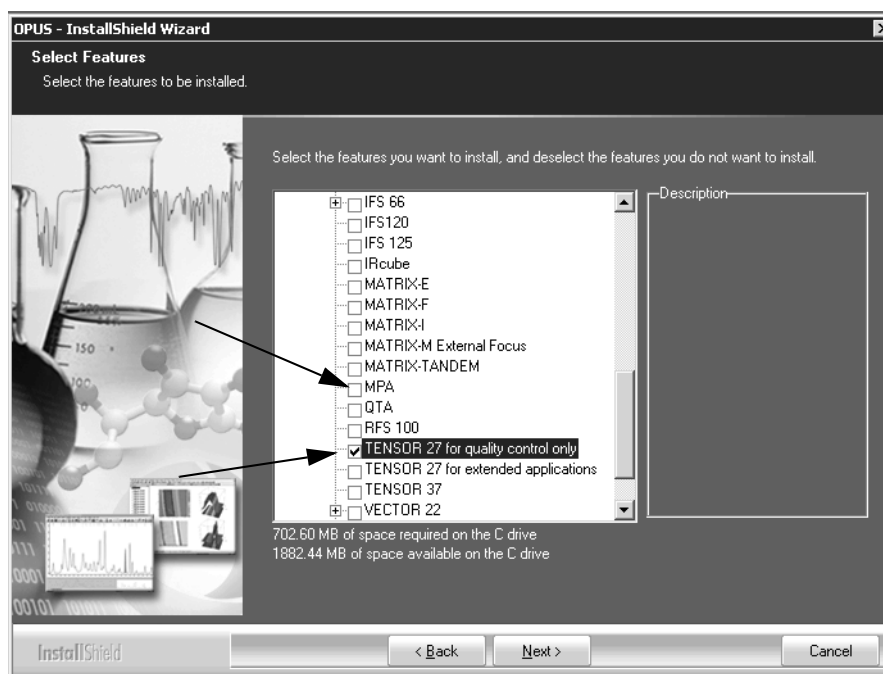 OPUS - InstallShield Wizard
Select Features
Select the features to be installed.
Select the features you want to install, and deselect the features you do not want to install.
IFS 66
IFS120
IFS 125
IRcube
MATRIX-E
MATRIX-F
MATRIX-I
MATRIX-M External Focus
MATRIX-TANDEM
MPA
QTA
RFS 100
TENSOR 27 for quality control only
TENSOR 27 for extended applications
TENSOR 37
VECTOR 22
Description
702.60 MB of space required on the C drive
1882.44 MB of space available on the C drive
150
100
InstallShield
< Back
Next >
Cancel